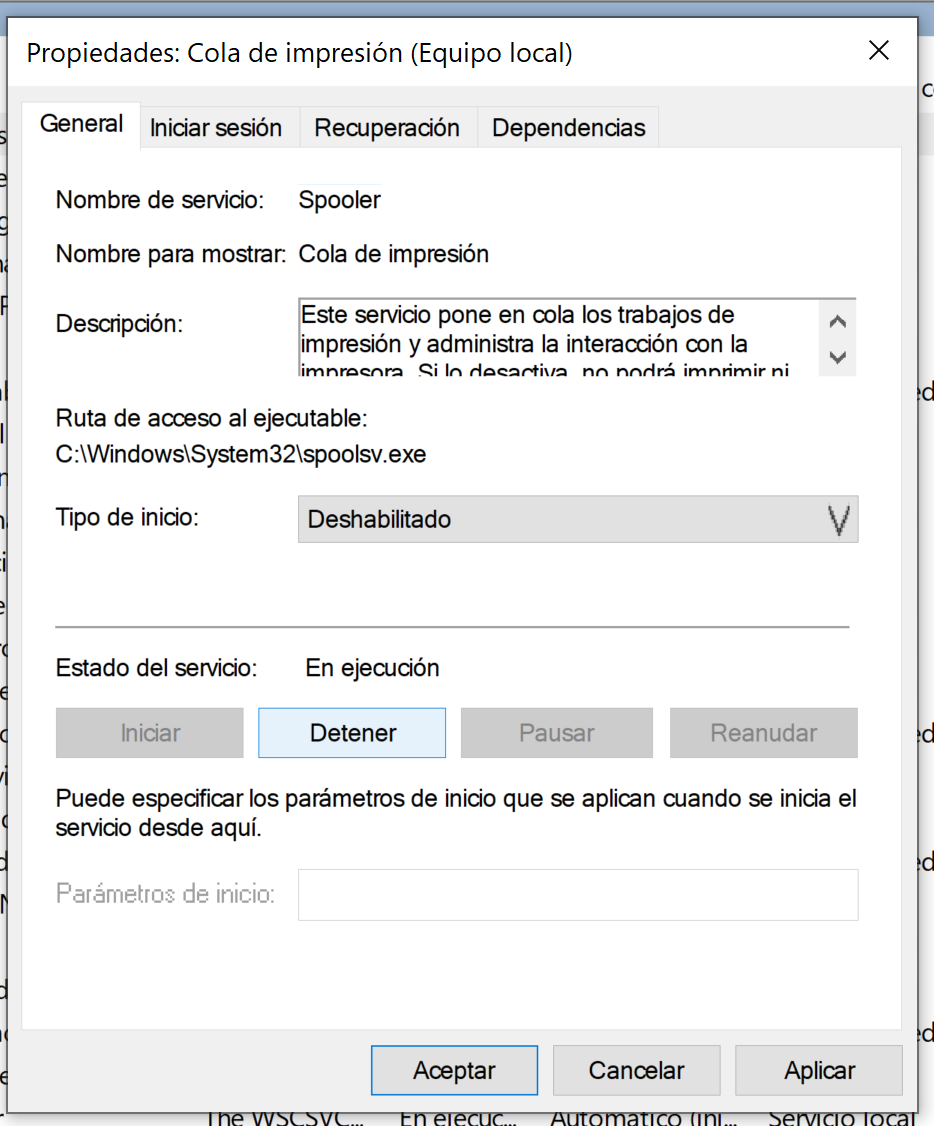 Propiedades: Cola de impresión (Equipo local)
General
Iniciar sesión
Recuperación
Dependencias
Nombre de servicio: Spooler
Nombre para mostrar: Cola de impresión
Descripción:
Este servicio pone en cola los trabajos de
impresión y administra la interacción con la
impresora. Si lo desactiva, no podrá imprimir ni
Ruta de acceso al ejecutable:
C:\Windows\System32\spoolsv.exe
Tipo de inicio: Deshabilitado
Estado del servicio: En ejecución
Iniciar
Detener
Pausar
Reanudar
Puede especificar los parámetros de inicio que se aplican cuando se inicia el
servicio desde aquí.
Parámetros de inicio:
Aceptar
Cancelar
Aplicar
The WSCSVC... En ejecuc... Automático (ini... Servicio local